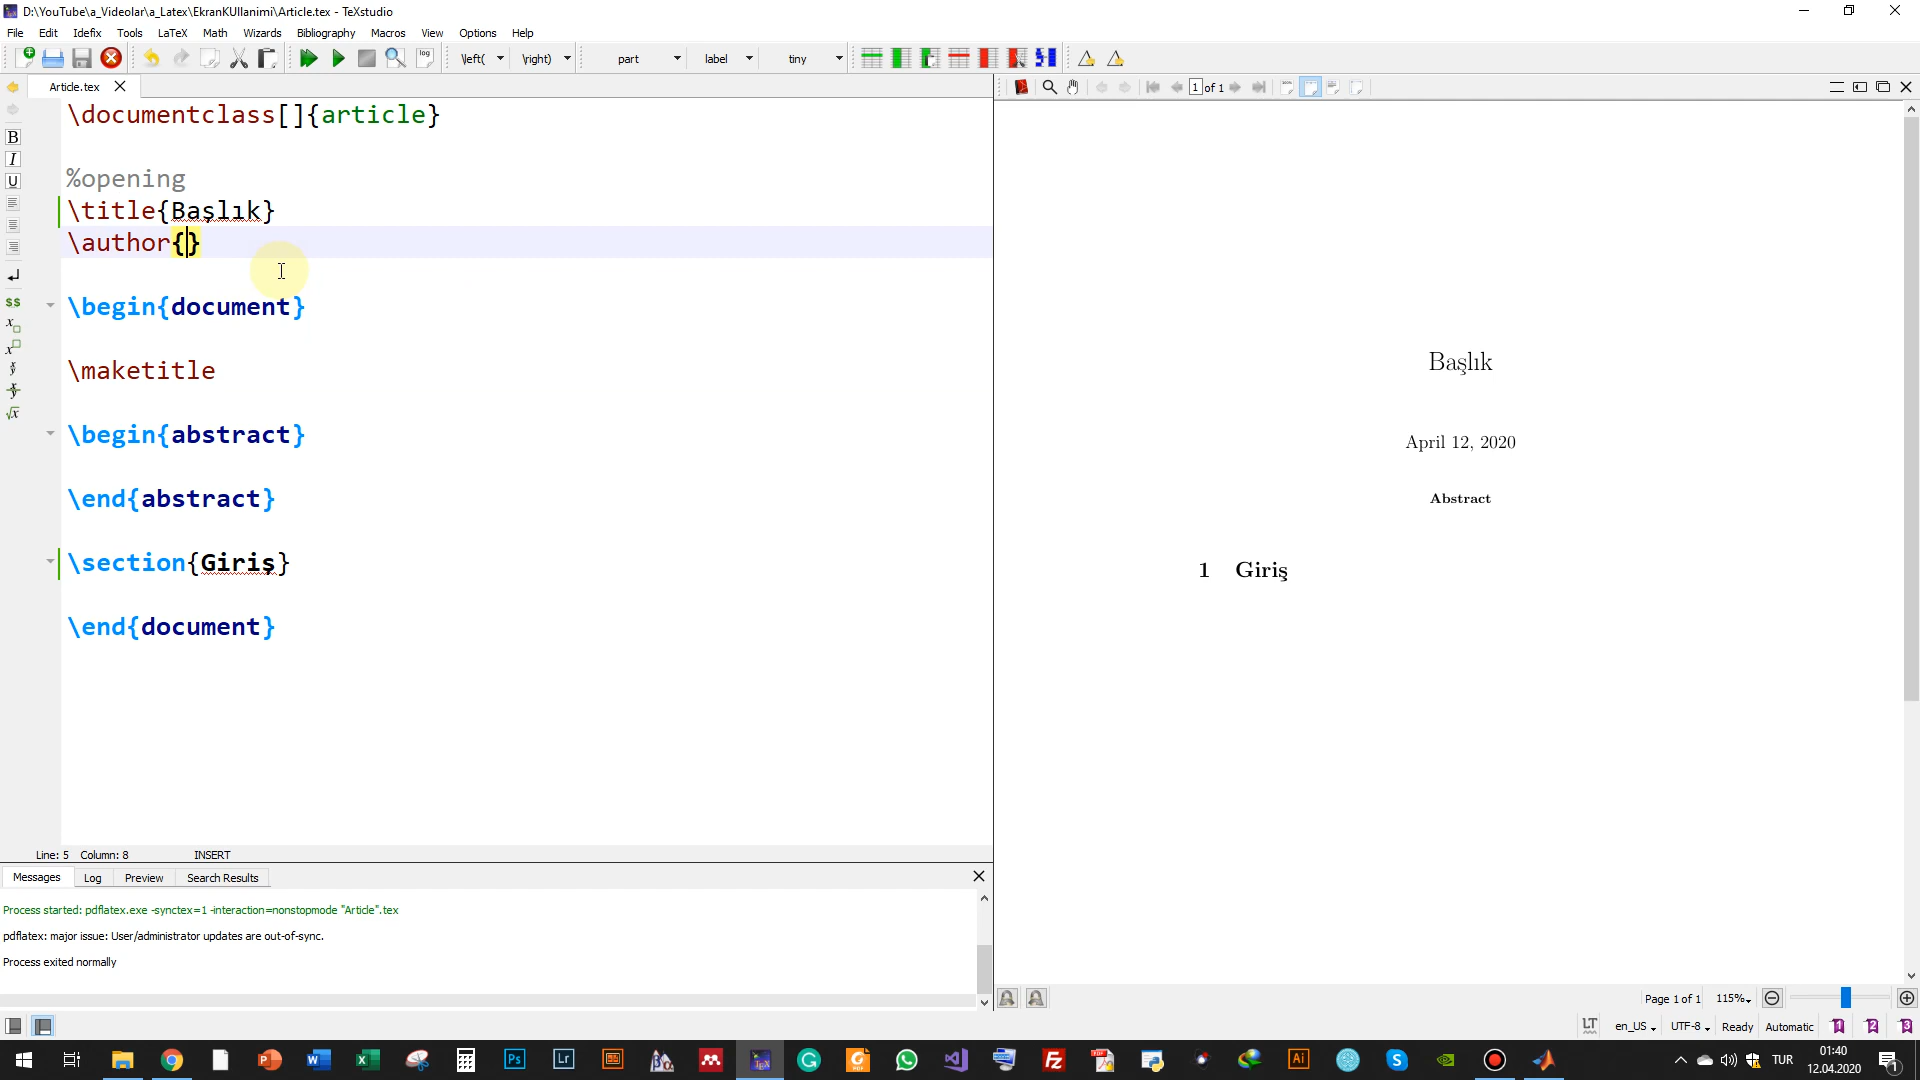 D:\YouTube\a_Videolar\a_Latex\EkranKUllanimi\Article.tex - TeXstudio
File Edit Idefix Tools LaTeX Math Wizards Bibliography Macros View Options Help
\left( \right) part label tiny
Article.tex
1 of 1
\documentclass[]{article}
%opening
\title{Başlık}
\author{}
\begin{document}
\maketitle
\begin{abstract}
\end{abstract}
\section{Giriş}
\end{document}
Başlık
April 12, 2020
Abstract
1 Giriş
Line: 5 Column: 8 INSERT
Messages Log Preview Search Results
Process started: pdflatex.exe -synctex=1 -interaction=nonstopmode "Article".tex
pdflatex: major issue: User/administrator updates are out-of-sync.
Process exited normally
Page 1 of 1 115%
LT en_US UTF-8 Ready Automatic 1 2 3
TUR 01:40
12.04.2020